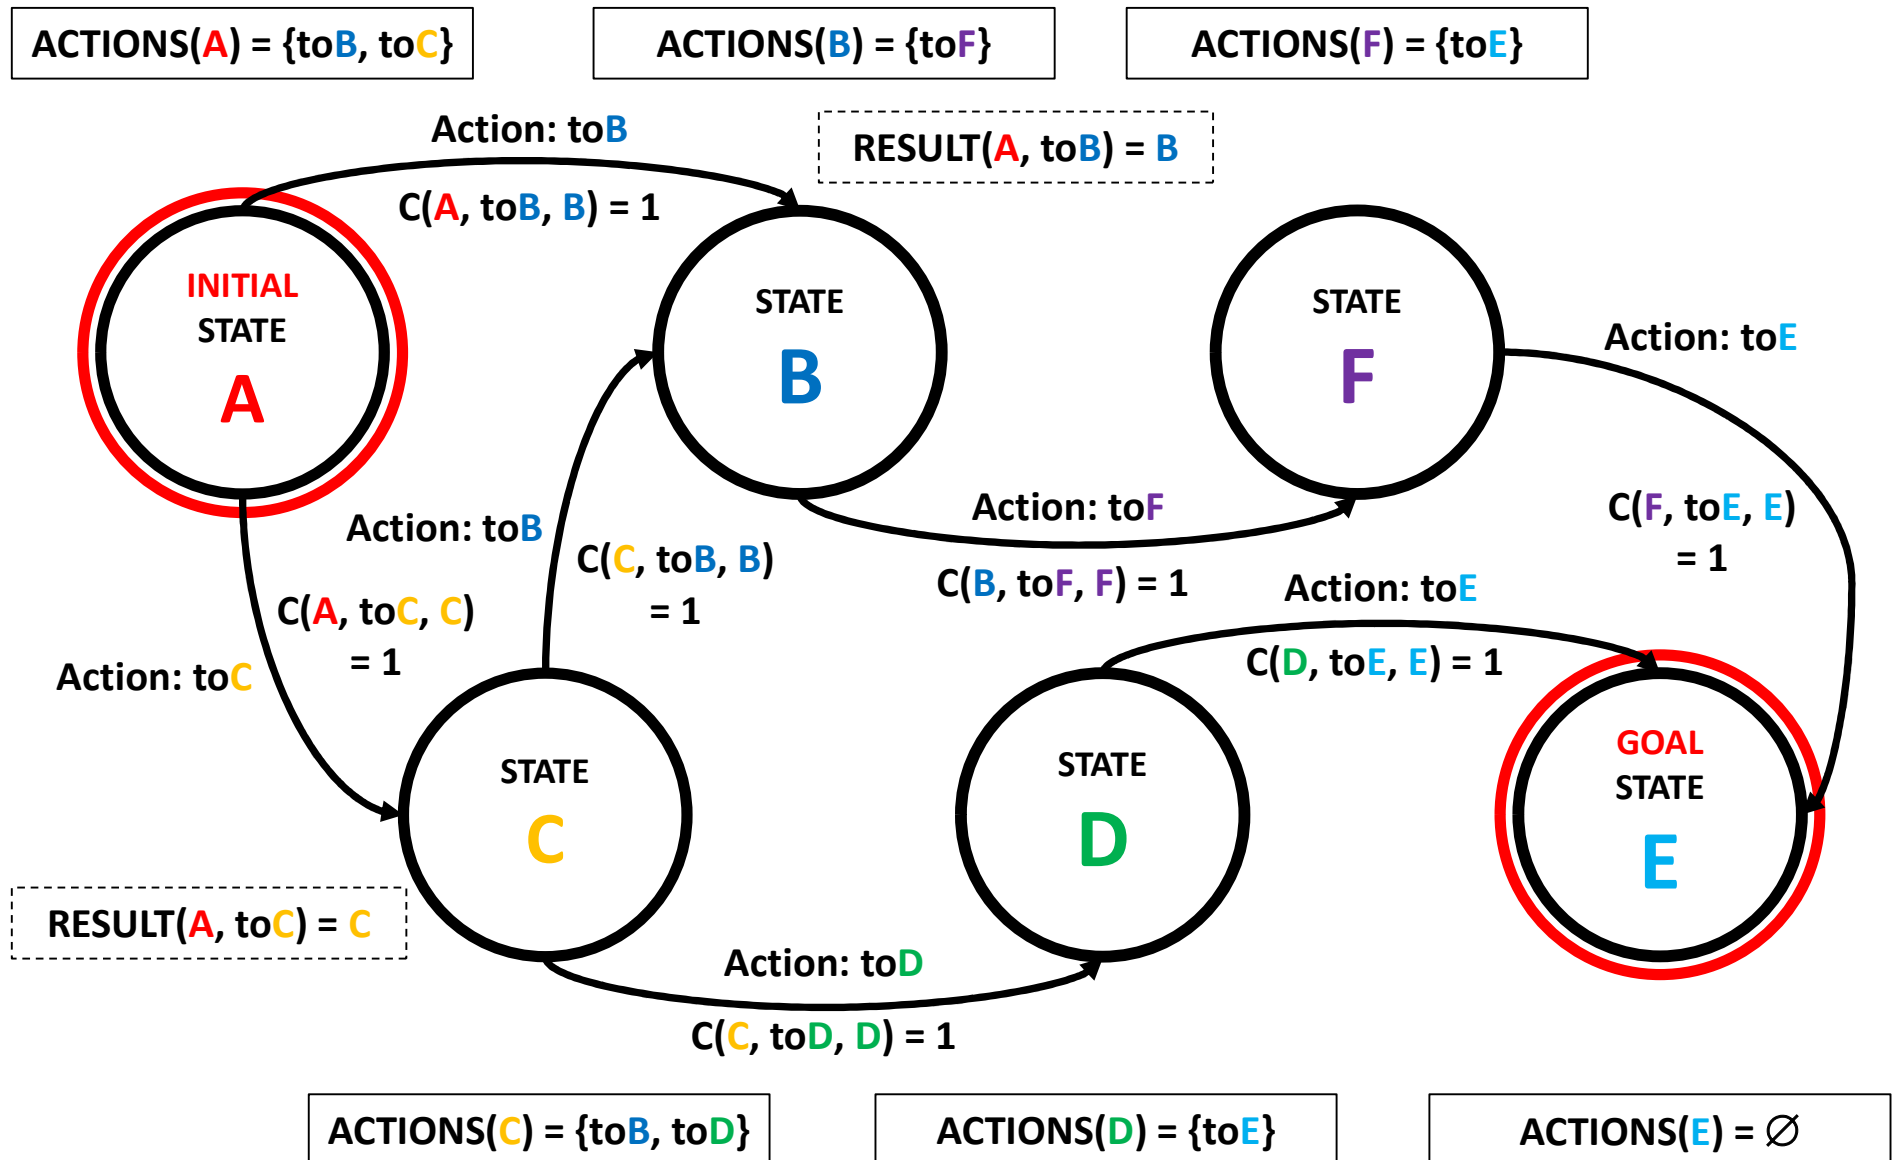 ACTIONS(A) = {toB, toC}
ACTIONS(B) = {toF}
ACTIONS(F) = {toE}
Action: toB
RESULT(A, toB) = B
C(A, toB, B) = 1
INITIAL
STATE
A
STATE
B
STATE
F
Action: toE
Action: toB
C(C, toB, B)
= 1
Action: toF
C(B, toF, F) = 1
C(F, toE, E)
= 1
C(A, toC, C)
= 1
Action: toC
Action: toE
C(D, toE, E) = 1
STATE
C
STATE
D
GOAL
STATE
E
RESULT(A, toC) = C
Action: toD
C(C, toD, D) = 1
ACTIONS(C) = {toB, toD}
ACTIONS(D) = {toE}
ACTIONS(E) = ∅